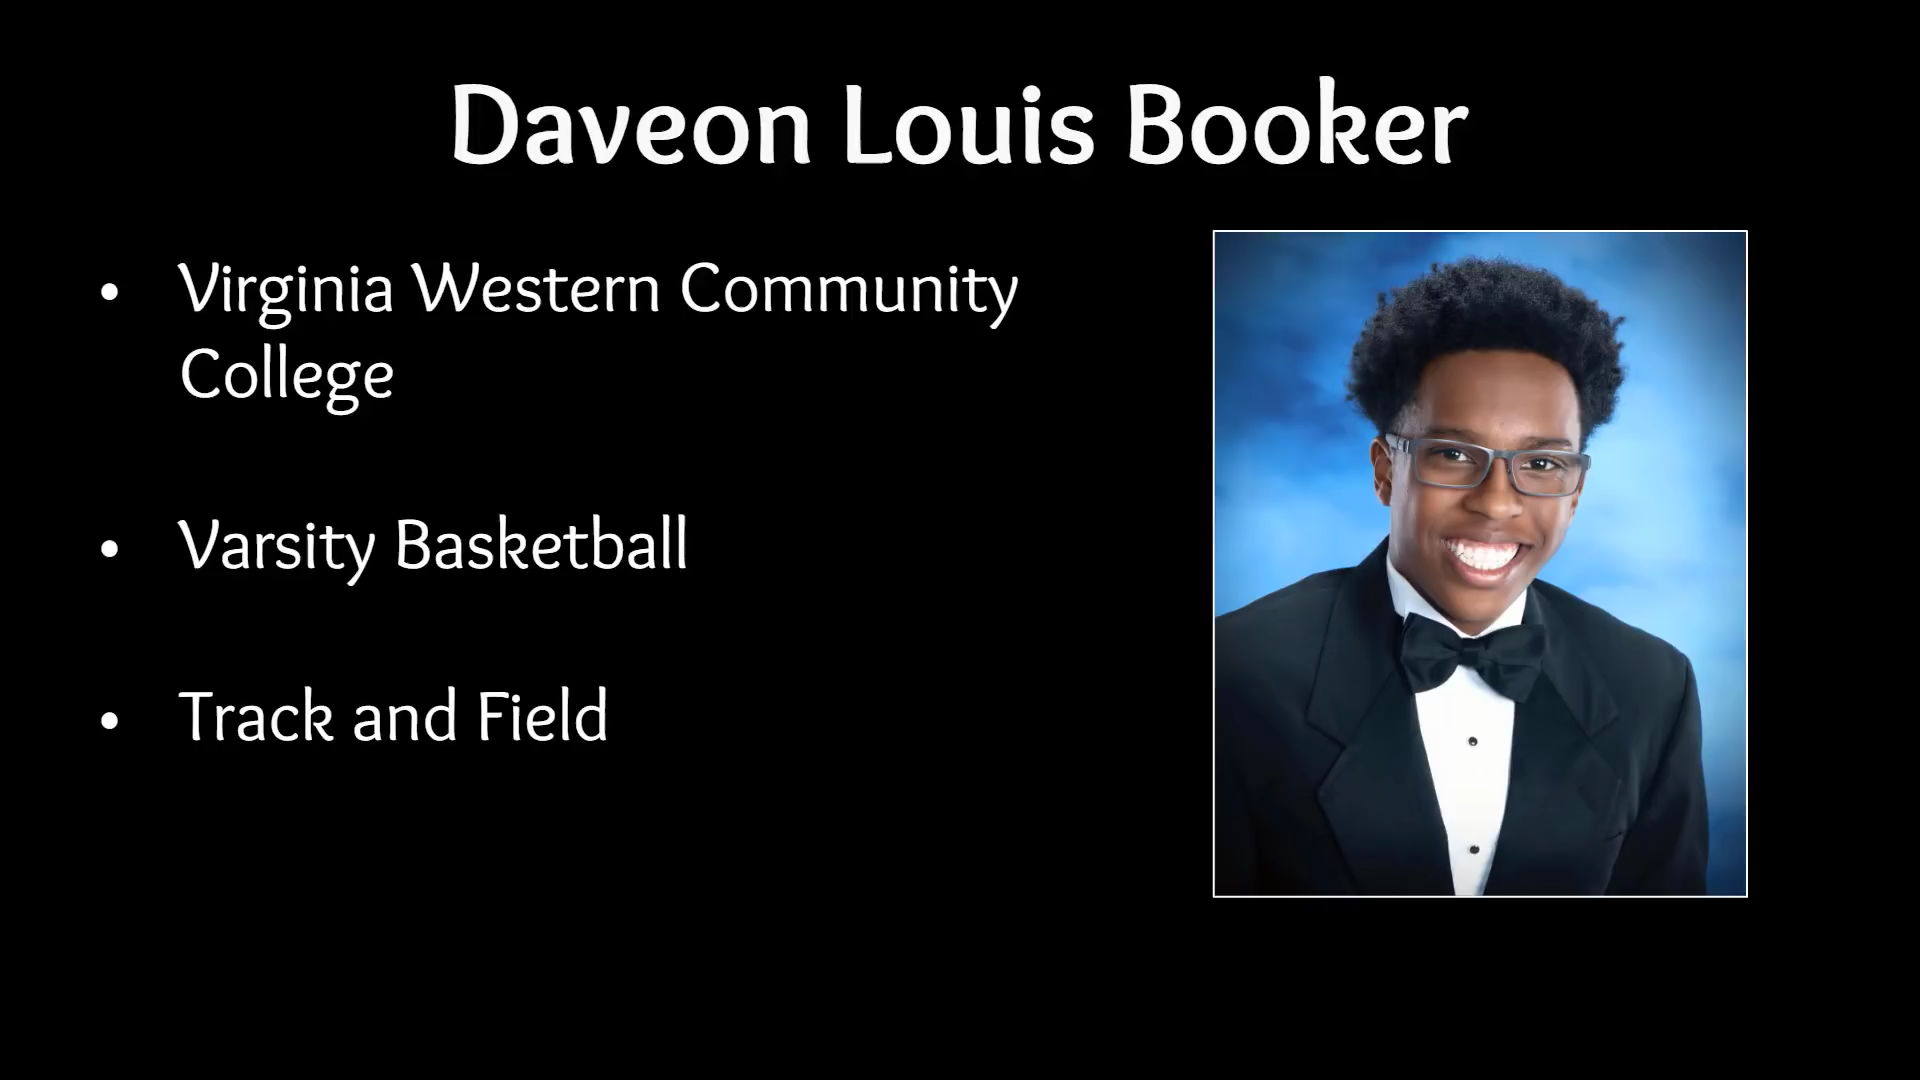 Daveon Louis Booker
• Virginia Western Community
College
• Varsity Basketball
• Track and Field